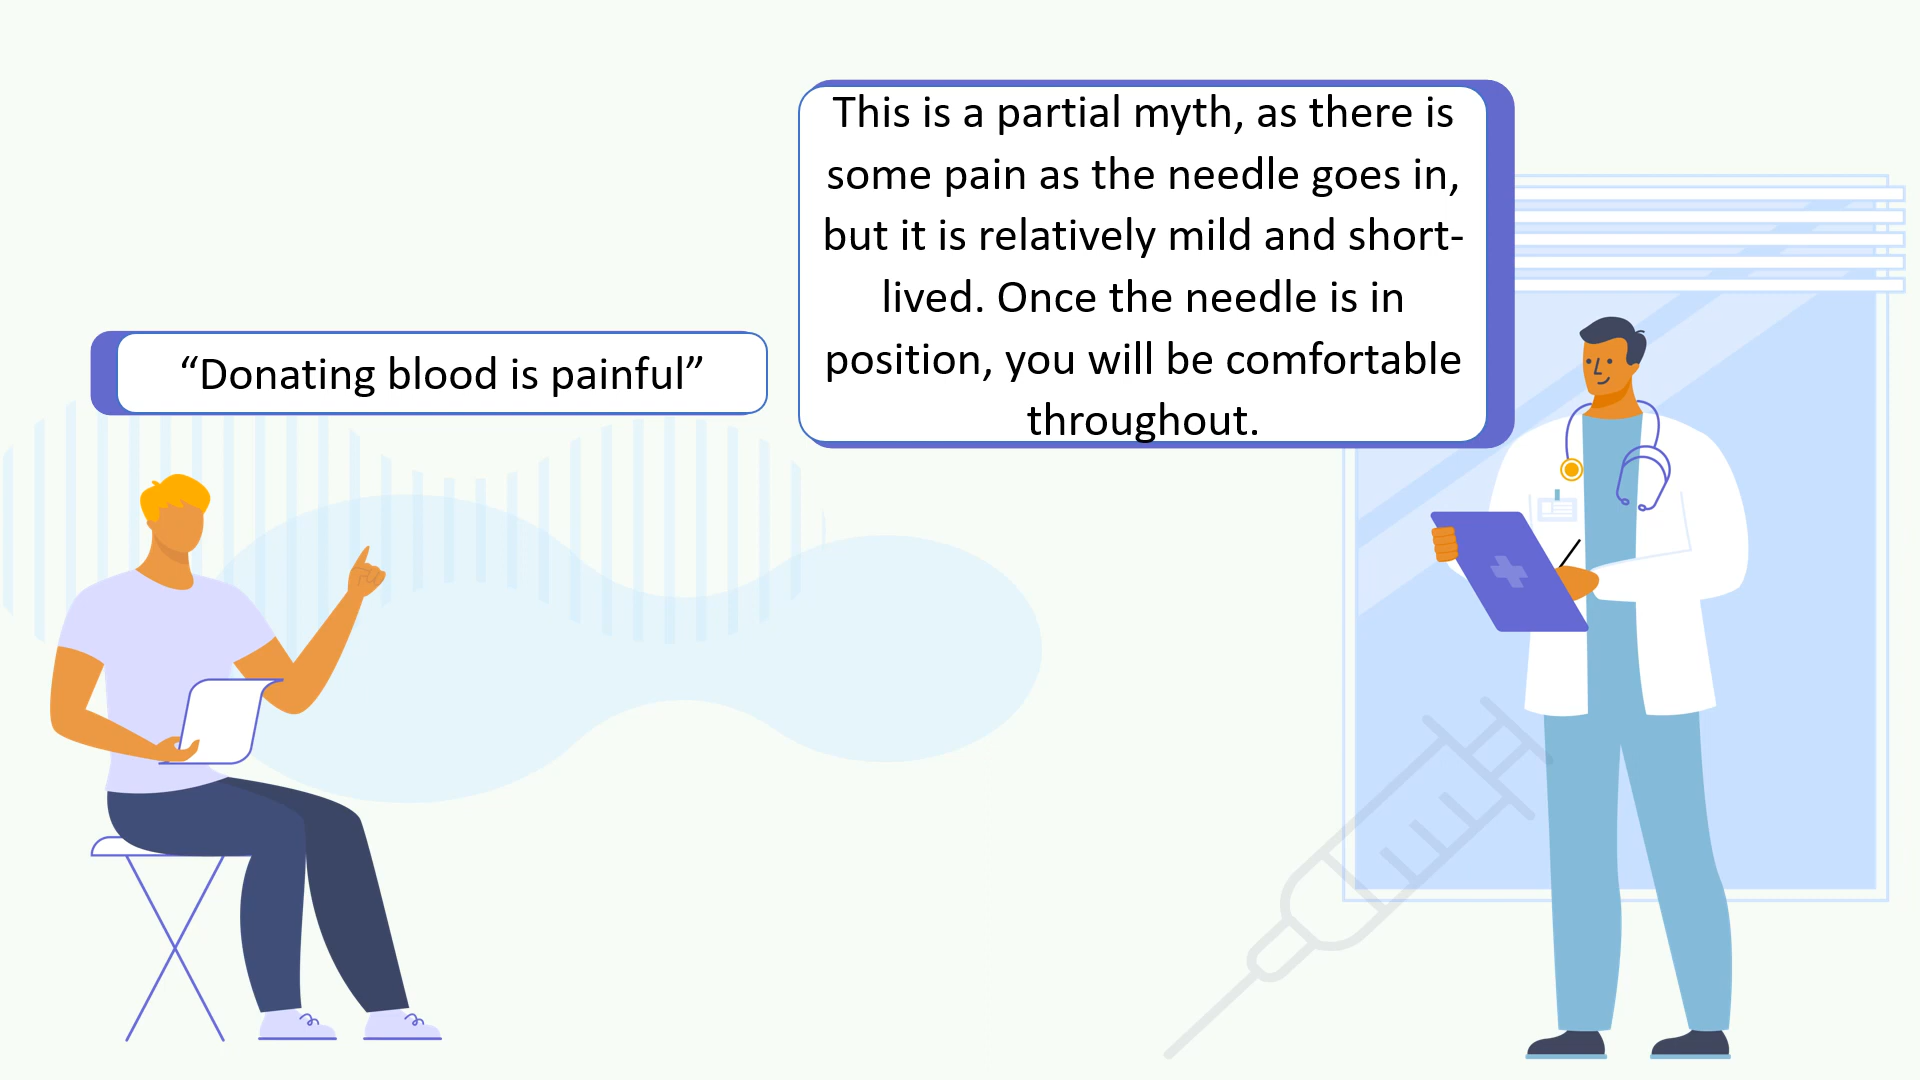 “Donating blood is painful”
This is a partial myth, as there is
some pain as the needle goes in,
but it is relatively mild and short-
lived. Once the needle is in
position, you will be comfortable
throughout.